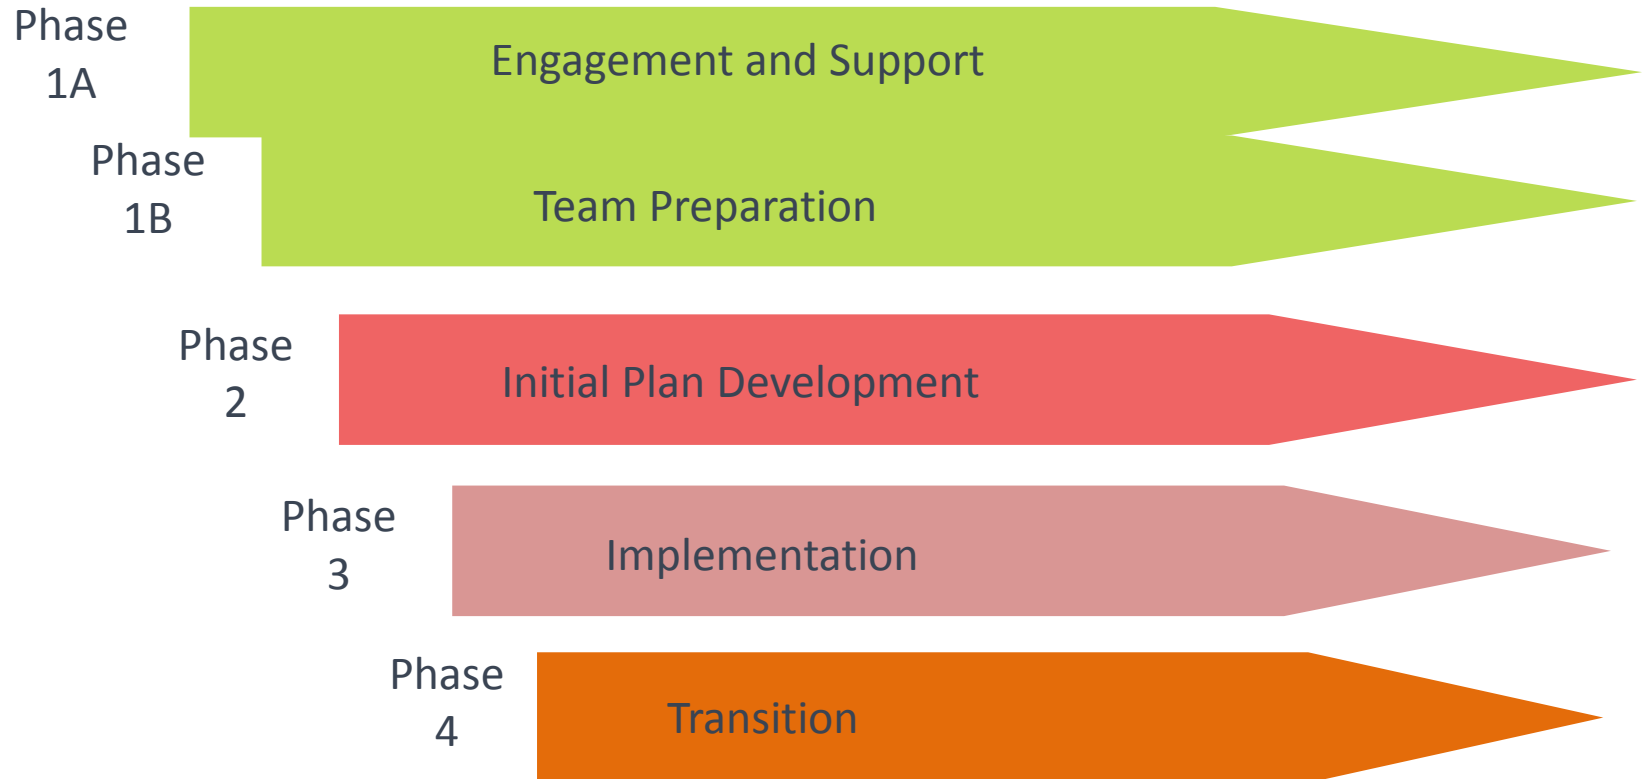 Phase
1A
Engagement and Support
Phase
1B
Team Preparation
Phase
2
Initial Plan Development
Phase
3
Implementation
Phase
4
Transition